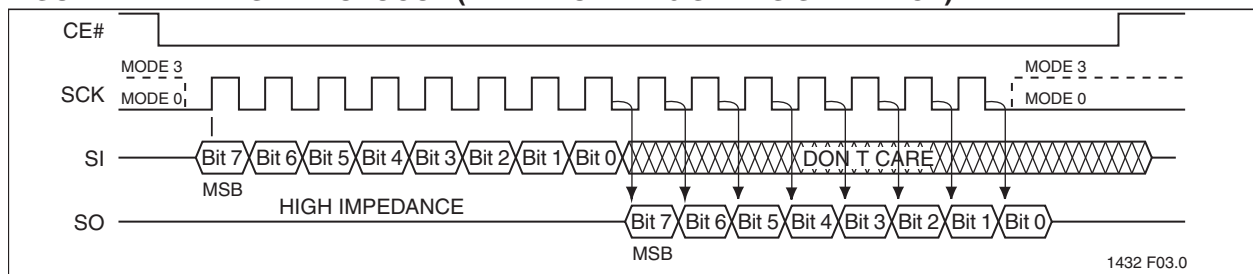 CE#
MODE 3
MODE 3
SCK
MODE 0
MODE 0
SI
Bit 7 Bit 6 Bit 5 Bit 4 Bit 3 Bit 2 Bit 1 Bit 0
DON T CARE
MSB
HIGH IMPEDANCE
SO
Bit 7 Bit 6 Bit 5 Bit 4 Bit 3 Bit 2 Bit 1 Bit 0
MSB
1432 F03.0